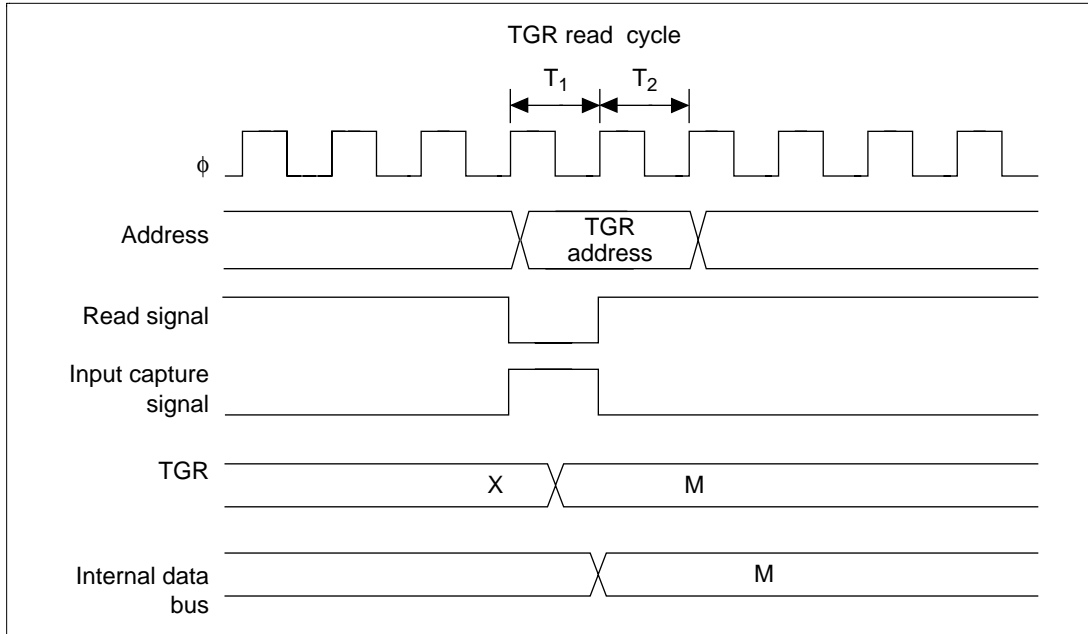 TGR read cycle
T1 T2
ϕ
Address
TGR
address
Read signal
Input capture
signal
TGR
X M
Internal data
bus
M